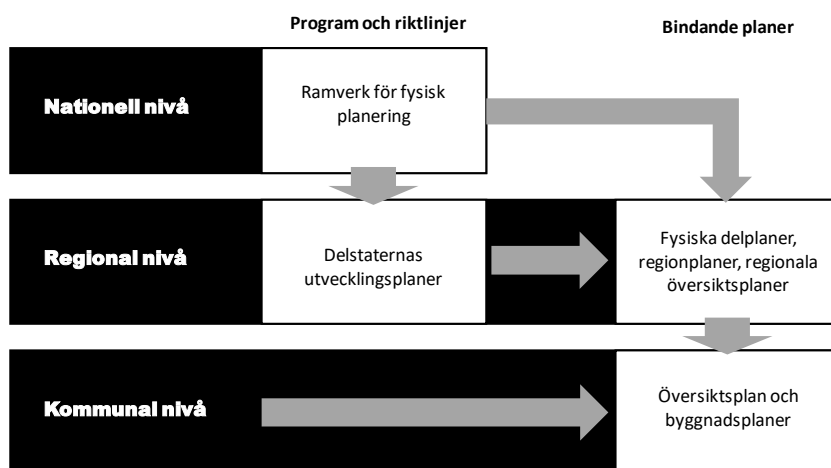 Program och riktlinjer
Bindande planer
Nationell nivå
Ramverk för fysisk
planering
Regional nivå
Delstaternas
utvecklingsplaner
Fysiska delplaner,
regionplaner, regionala
översiktsplaner
Kommunal nivå
Översiktsplan och
byggnadsplaner